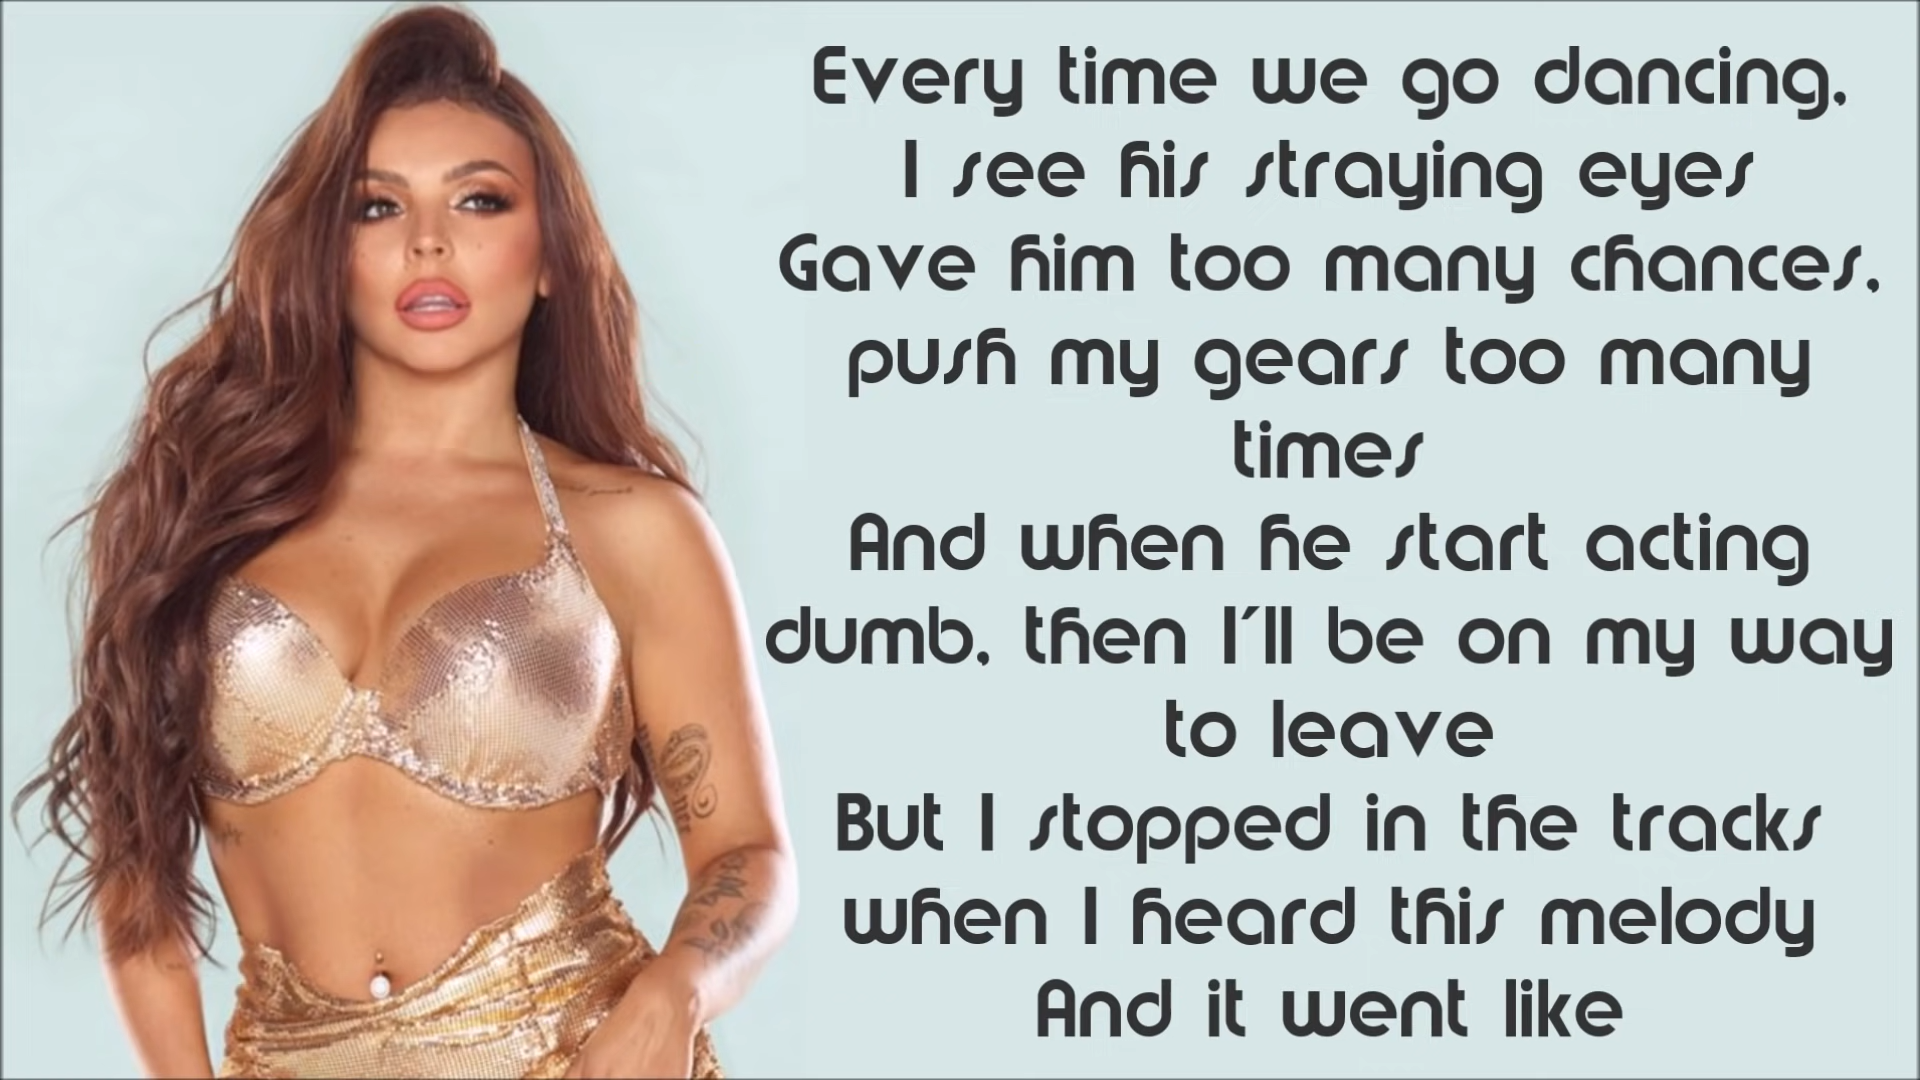 Every time we go dancing,
I see his straying eyes
Gave him too many chances,
push my gears too many
times
And when he start acting
dumb, then I'll be on my way
to leave
But I stopped in the tracks
when I heard this melody
And it went like